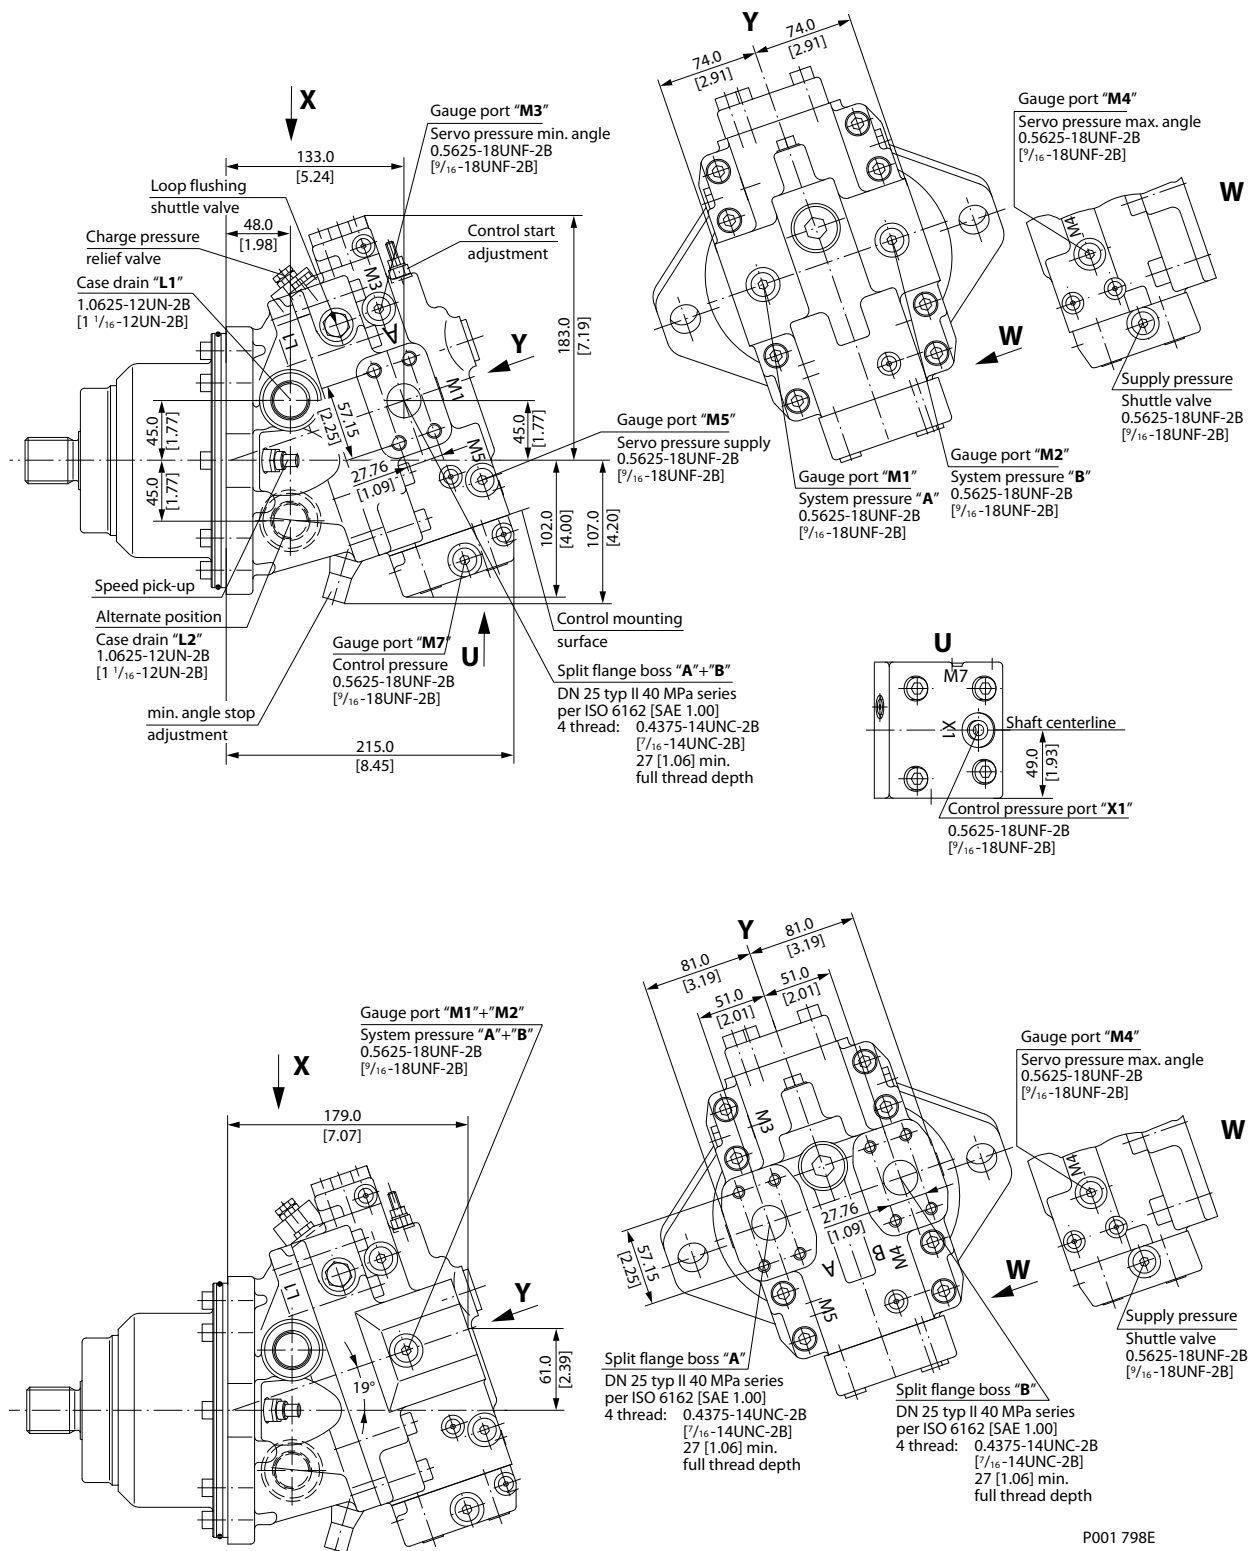 Y
74.0
[2.91]
74.0
[2.91]
X
Gauge port "M3"
Servo pressure min. angle
0.5625-18UNF-2B
[9/16-18UNF-2B]
Gauge port "M4"
Servo pressure max. angle
0.5625-18UNF-2B
[9/16-18UNF-2B]
133.0
[5.24]
Loop flushing
shuttle valve
48.0
[1.98]
Charge pressure
relief valve
Control start
adjustment
Case drain "L1"
1.0625-12UN-2B
[1 1/16-12UN-2B]
W
M4
M3
L1
A
183.0
[7.19]
Y
W
M1
57.15
[2.25]
45.0
[1.77]
45.0
[1.77]
45.0
[1.77]
M5
27.76
[1.09]
Supply pressure
Shuttle valve
0.5625-18UNF-2B
[9/16-18UNF-2B]
Gauge port "M5"
Servo pressure supply
0.5625-18UNF-2B
[9/16-18UNF-2B]
Gauge port "M1"
System pressure "A"
0.5625-18UNF-2B
[9/16-18UNF-2B]
Gauge port "M2"
System pressure "B"
0.5625-18UNF-2B
[9/16-18UNF-2B]
102.0
[4.00]
107.0
[4.20]
Speed pick-up
Alternate position
Case drain "L2"
1.0625-12UN-2B
[1 1/16-12UN-2B]
Gauge port "M7"
Control pressure
0.5625-18UNF-2B
[9/16-18UNF-2B]
U
Control mounting
surface
Split flange boss "A"+"B"
DN 25 typ II 40 MPa series
per ISO 6162 [SAE 1.00]
4 thread: 0.4375-14UNC-2B
[7/16-14UNC-2B]
27 [1.06] min.
full thread depth
min. angle stop
adjustment
215.0
[8.45]
U
M7
X1
Shaft centerline
49.0
[1.93]
Control pressure port "X1"
0.5625-18UNF-2B
[9/16-18UNF-2B]
Y
81.0
[3.19]
81.0
[3.19]
51.0
[2.01]
51.0
[2.01]
Gauge port "M1"+"M2"
System pressure "A"+"B"
0.5625-18UNF-2B
[9/16-18UNF-2B]
X
179.0
[7.07]
Gauge port "M4"
Servo pressure max. angle
0.5625-18UNF-2B
[9/16-18UNF-2B]
W
M4
M3
27.76
[1.09]
57.15
[2.25]
A
B
M4
M5
W
L1
Y
61.0
[2.39]
19°
Supply pressure
Shuttle valve
0.5625-18UNF-2B
[9/16-18UNF-2B]
Split flange boss "A"
DN 25 typ II 40 MPa series
per ISO 6162 [SAE 1.00]
4 thread: 0.4375-14UNC-2B
[7/16-14UNC-2B]
27 [1.06] min.
full thread depth
Split flange boss "B"
DN 25 typ II 40 MPa series
per ISO 6162 [SAE 1.00]
4 thread: 0.4375-14UNC-2B
[7/16-14UNC-2B]
27 [1.06] min.
full thread depth
P001 798E